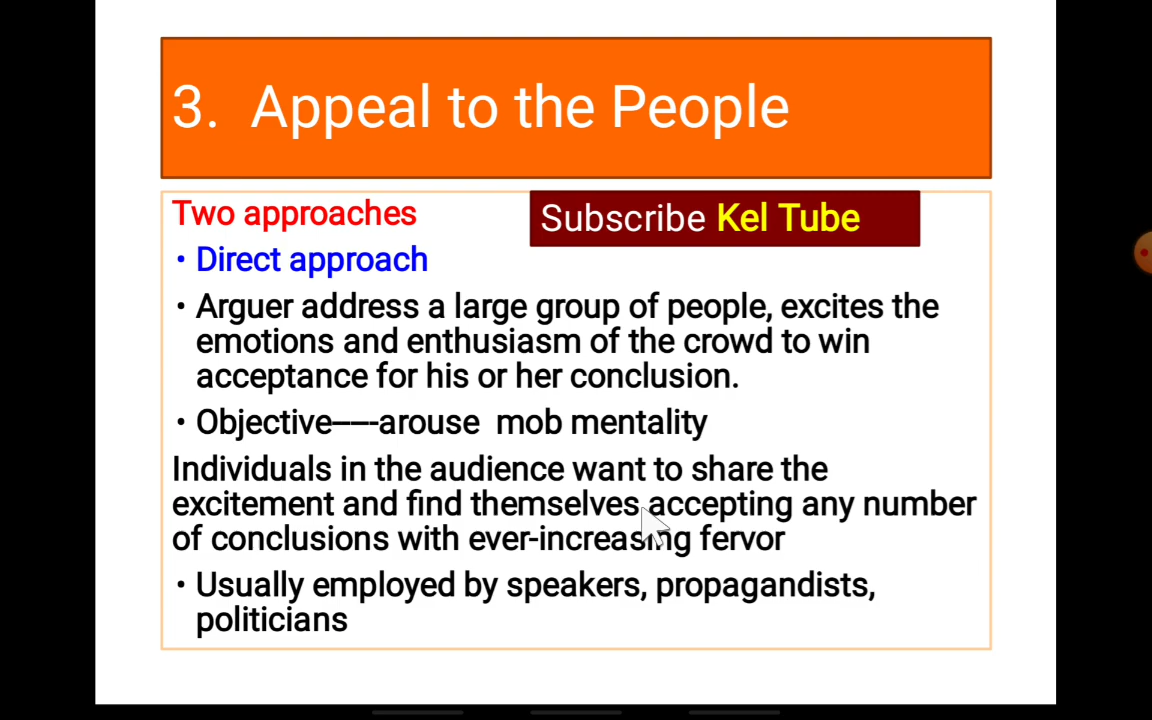 3. Appeal to the People
Two approaches
Subscribe Kel Tube
• Direct approach
• Arguer address a large group of people, excites the
emotions and enthusiasm of the crowd to win
acceptance for his or her conclusion.
• Objective–––-arouse mob mentality
Individuals in the audience want to share the
excitement and find themselves accepting any number
of conclusions with ever-increasing fervor
• Usually employed by speakers, propagandists,
politicians